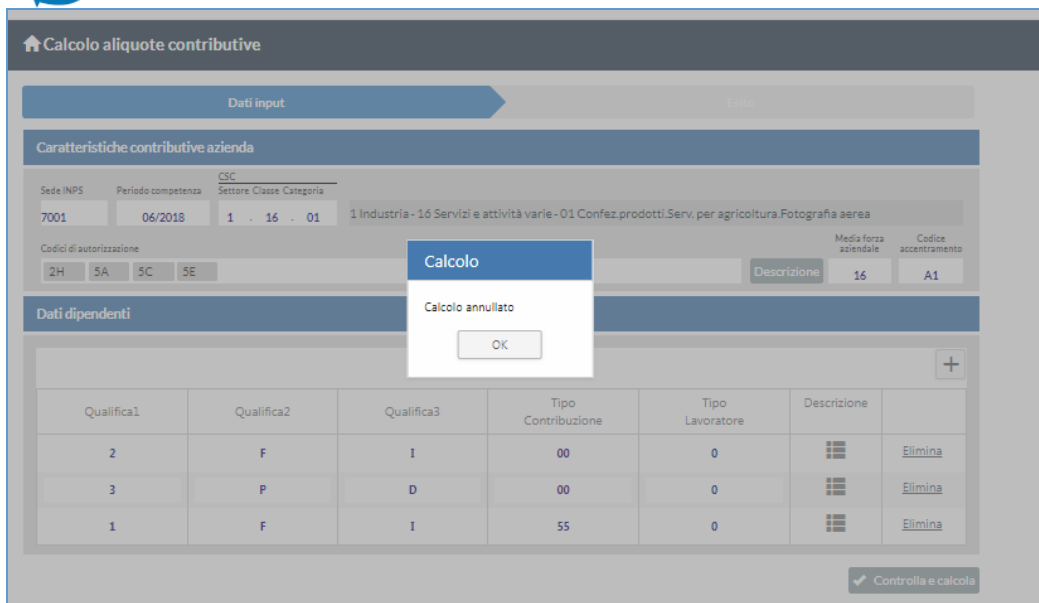 Calcolo aliquote contributive
Dati input
Esito
Caratteristiche contributive azienda
CSC
Sede INPS Periodo competenza Settore Classe Categoria
7001 06/2018 1 . 16 . 01 1 Industria - 16 Servizi e attività varie - 01 Confez.prodotti.Serv. per agricoltura.Fotografia aerea
Codici di autorizzazione Media forza aziendale Codice accentramento
2H 5A 5C 5E Descrizione 16 A1
Calcolo
Calcolo annullato
OK
Dati dipendenti
+
Qualifica1 Qualifica2 Qualifica3 Tipo Contribuzione Tipo Lavoratore Descrizione
2 F I 00 0 Elimina
3 P D 00 0 Elimina
1 F I 55 0 Elimina
Controlla e calcola